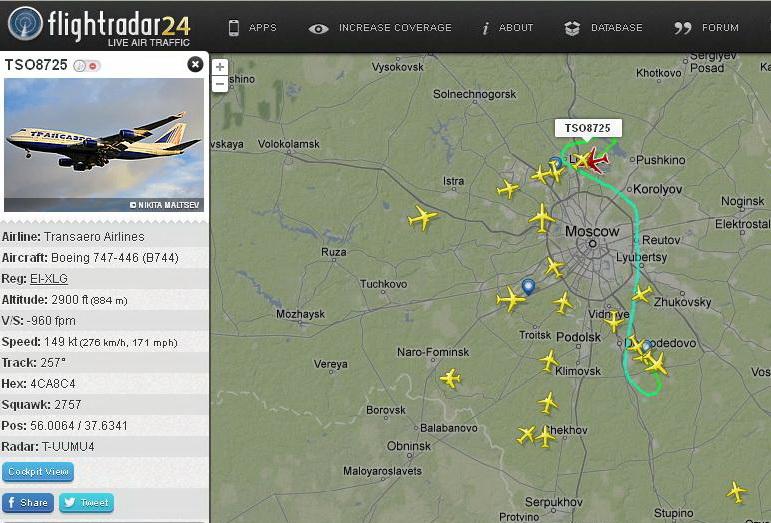 flightradar24
LIVE AIR TRAFFIC
APPS
INCREASE COVERAGE
ABOUT
DATABASE
FORUM
TSO8725
ТРАНСАЭРО
© NIKITA MALTSEV
Airline: Transaero Airlines
Aircraft: Boeing 747-446 (B744)
Reg: EI-XLG
Altitude: 2900 ft (884 m)
V/S: -960 fpm
Speed: 149 kt (276 km/h, 171 mph)
Track: 257°
Hex: 4CA8C4
Squawk: 2757
Pos: 56.0064 / 37.6341
Radar: T-UUMU4
Cockpit View
Share
Tweet
+
−
Vysokovsk
Sergiyev
Posad
Khotkovo
shino
Solnechnogorsk
TSO8725
vskaya
Volokolamsk
Pushkino
Istra
Korolyov
Noginsk
Elektrostal
Moscow
Reutov
Ruza
Lyubertsy
Tuchkovo
Zhukovsky
Mozhaysk
Vidnoye
Troitsk
Podolsk
Domodedovo
Naro-Fominsk
Vereya
Klimovsk
Vos
Borovsk
Balabanovo
Chekhov
Obninsk
Maloyaroslavets
Serpukhov
Protvino
Stupino